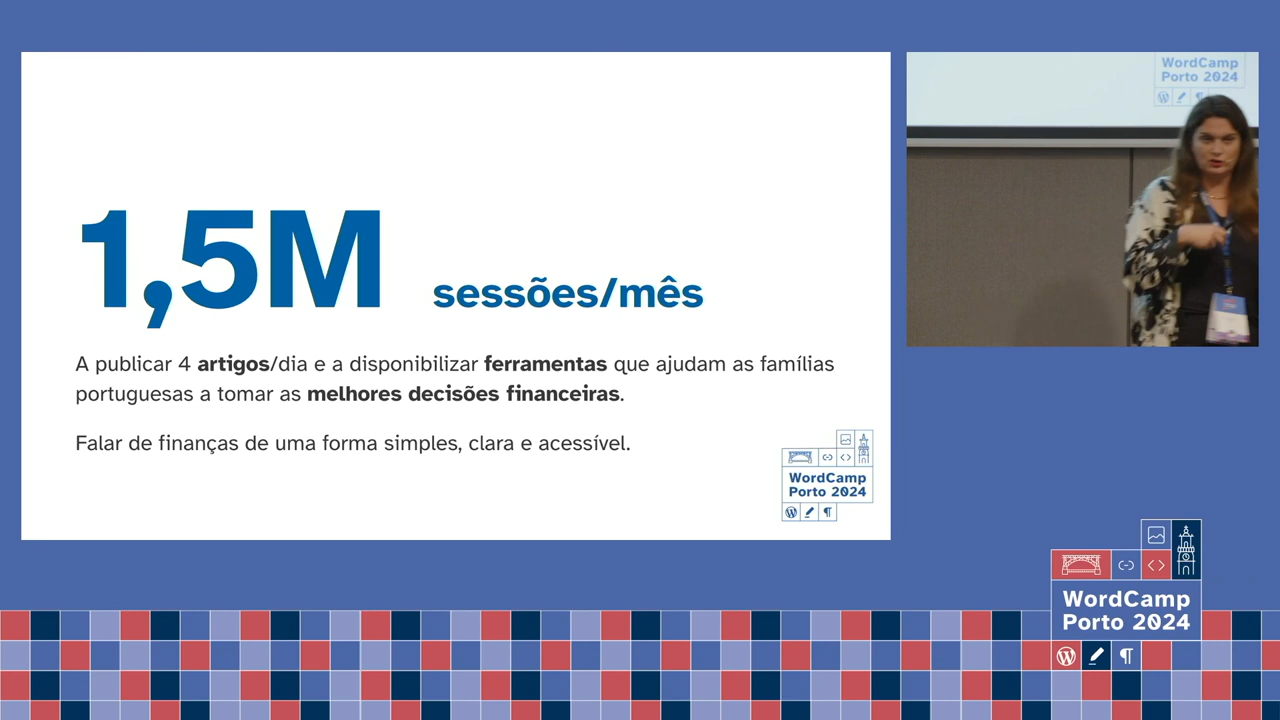 1,5M sessões/mês
A publicar 4 artigos/dia e a disponibilizar ferramentas que ajudam as famílias
portuguesas a tomar as melhores decisões financeiras.
Falar de finanças de uma forma simples, clara e acessível.
WordCamp
Porto 2024
WordCamp
Porto 2024
WordCamp
Porto 2024